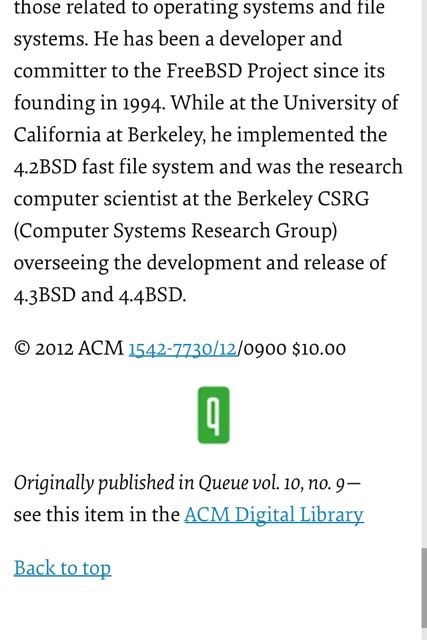 those related to operating systems and file
systems. He has been a developer and
committer to the FreeBSD Project since its
founding in 1994. While at the University of
California at Berkeley, he implemented the
4.2BSD fast file system and was the research
computer scientist at the Berkeley CSRG
(Computer Systems Research Group)
overseeing the development and release of
4.3BSD and 4.4BSD.
© 2012 ACM 1542-7730/12/0900 $10.00
q
Originally published in Queue vol. 10, no. 9—
see this item in the ACM Digital Library
Back to top